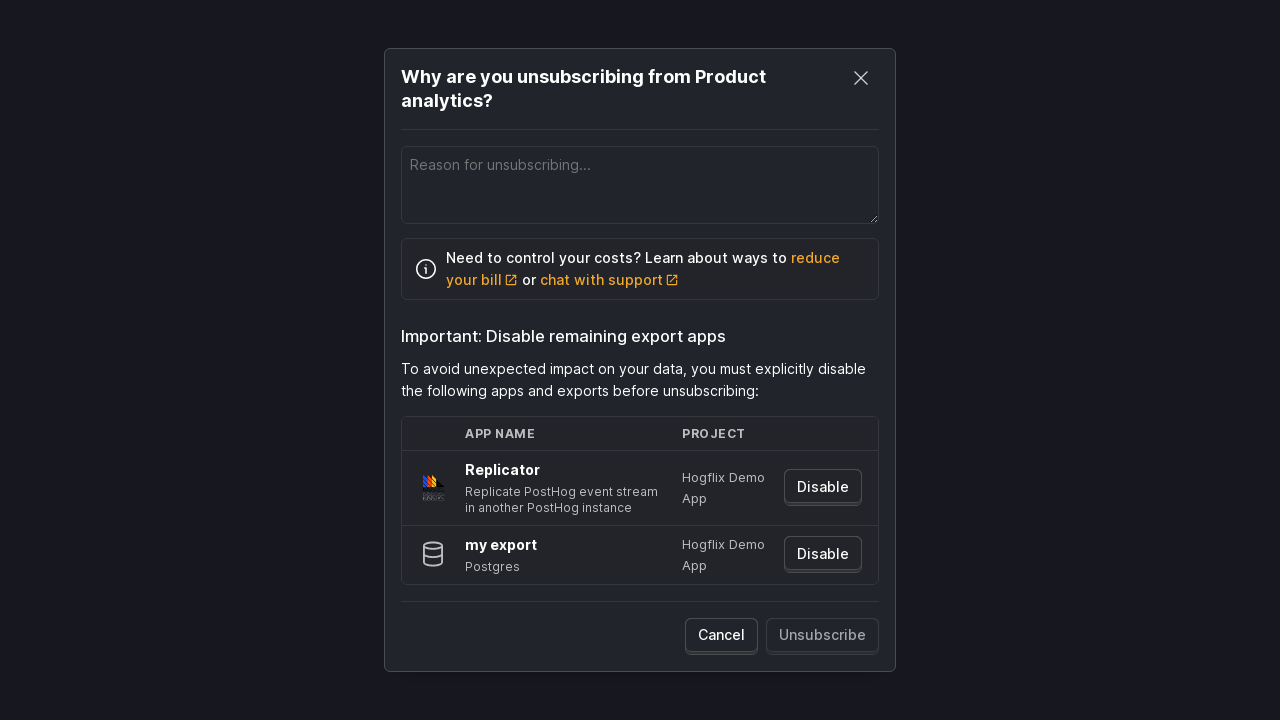 Why are you unsubscribing from Product
analytics?
Reason for unsubscribing...
Need to control your costs? Learn about ways to reduce
your bill or chat with support
Important: Disable remaining export apps
To avoid unexpected impact on your data, you must explicitly disable
the following apps and exports before unsubscribing:
APP NAME PROJECT
Replicator
Replicate PostHog event stream
in another PostHog instance
Hogflix Demo
App
Disable
my export
Postgres
Hogflix Demo
App
Disable
Cancel Unsubscribe